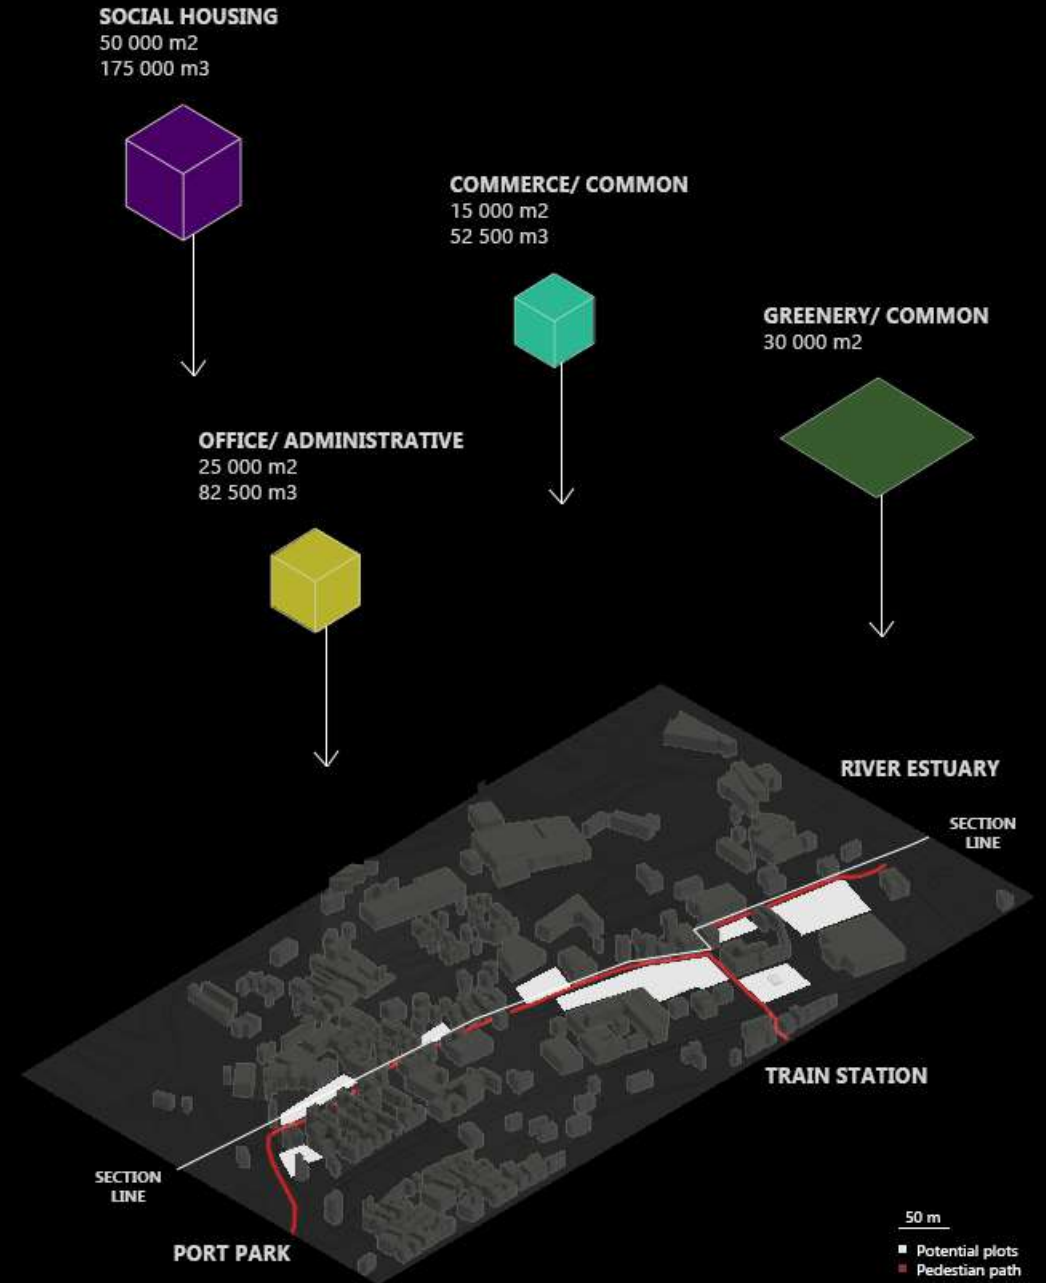 SOCIAL HOUSING
50 000 m2
175 000 m3
COMMERCE/ COMMON
15 000 m2
52 500 m3
GREENERY/ COMMON
30 000 m2
OFFICE/ ADMINISTRATIVE
25 000 m2
82 500 m3
RIVER ESTUARY
SECTION
LINE
TRAIN STATION
SECTION
LINE
PORT PARK
50 m
Potential plots
Pedestian path